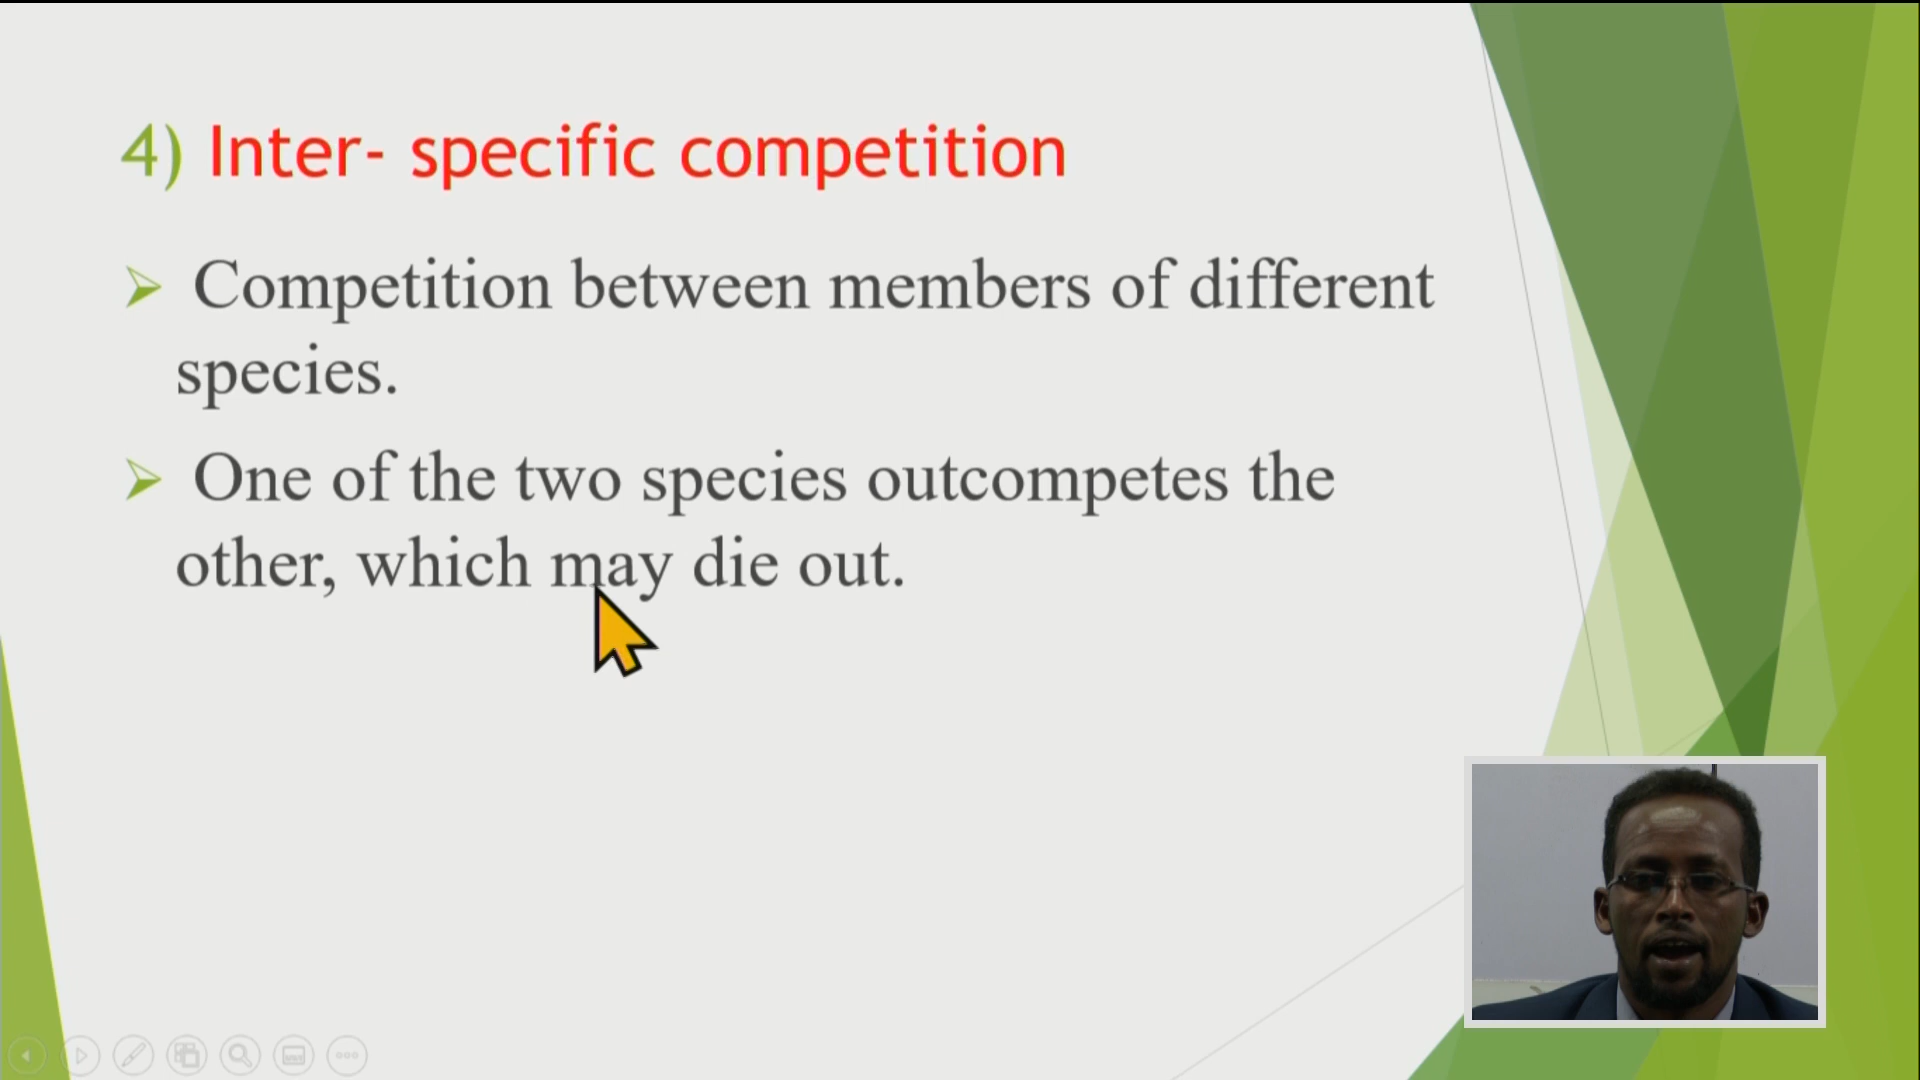 4) Inter- specific competition
Competition between members of different
species.
One of the two species outcompetes the
other, which may die out.